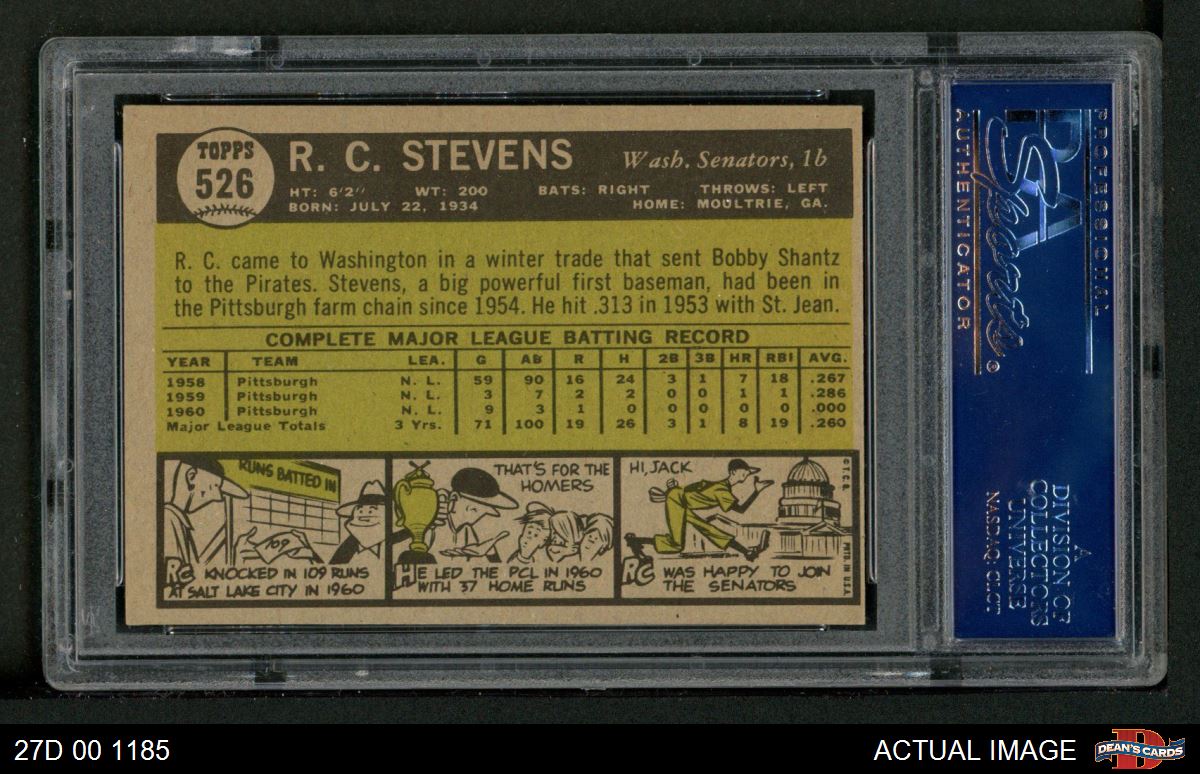 TOPPS
526
R. C. STEVENS
Wash. Senators, 1b
HT: 6'2" WT: 200 BATS: RIGHT THROWS: LEFT
BORN: JULY 22, 1934 HOME: MOULTRIE, GA.
R. C. came to Washington in a winter trade that sent Bobby Shantz
to the Pirates. Stevens, a big powerful first baseman, had been in
the Pittsburgh farm chain since 1954. He hit .313 in 1953 with St. Jean.
COMPLETE MAJOR LEAGUE BATTING RECORD
YEAR TEAM LEA. G AB R H 2B 3B HR RBI AVG.
1958 Pittsburgh N. L. 59 90 16 24 3 1 7 18 .267
1959 Pittsburgh N. L. 3 7 2 2 0 0 1 1 .286
1960 Pittsburgh N. L. 9 3 1 0 0 0 0 0 .000
Major League Totals 3 Yrs. 71 100 19 26 3 1 8 19 .260
RUNS BATTED IN
109
RC KNOCKED IN 109 RUNS
AT SALT LAKE CITY IN 1960
THAT'S FOR THE
HOMERS
HE LED THE PCL IN 1960
WITH 37 HOME RUNS
HI, JACK
RC WAS HAPPY TO JOIN
THE SENATORS
© T.C.G. PRTD. IN U.S.A.
PROFESSIONAL
PSA
Sports
®
AUTHENTICATOR
A
DIVISION OF
COLLECTORS
UNIVERSE
NASDAQ: CLCT
27D 00 1185
ACTUAL IMAGE
DEAN'S CARDS